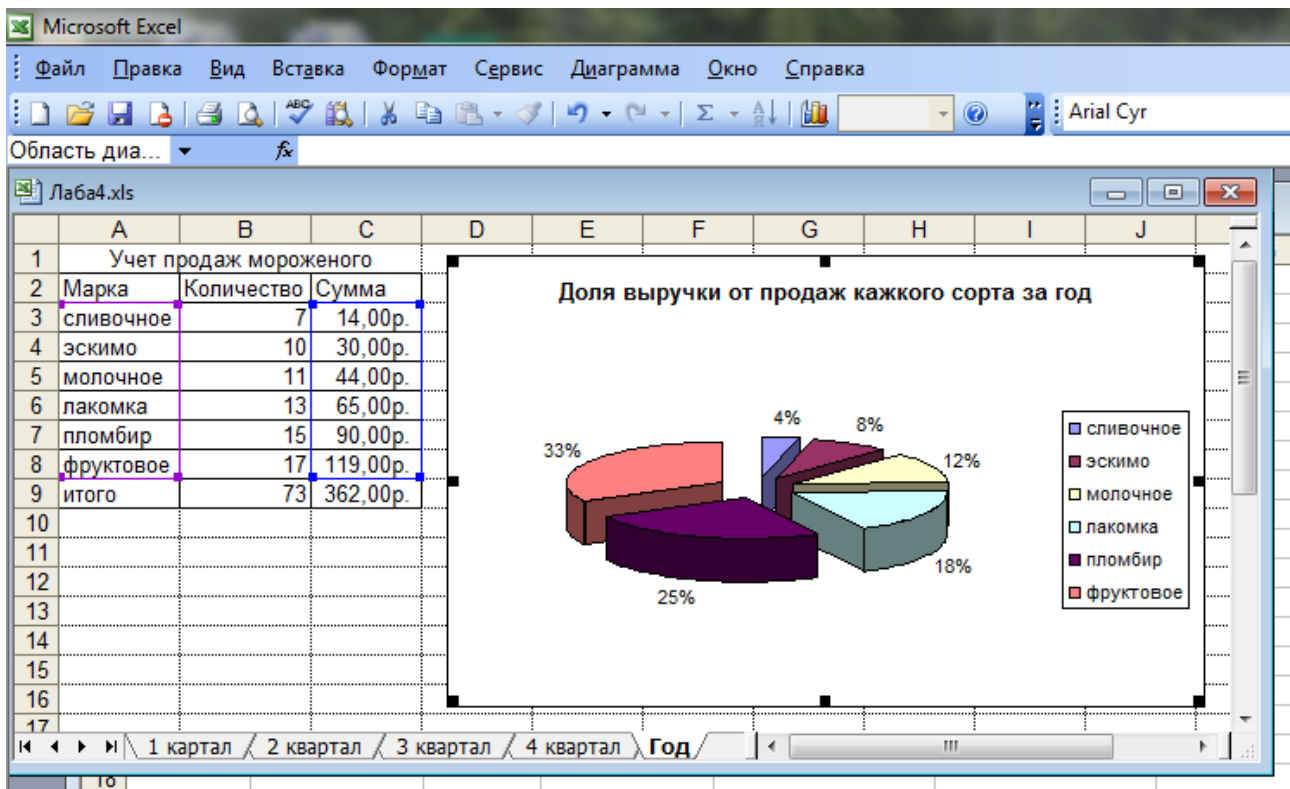 Microsoft Excel
Файл Правка Вид Вставка Формат Сервис Диаграмма Окно Справка
Arial Cyr
Область диа... fx
Лаба4.xls
A B C D E F G H I J
1 Учет продаж мороженого
2 Марка Количество Сумма
3 сливочное 7 14,00р.
4 эскимо 10 30,00р.
5 молочное 11 44,00р.
6 лакомка 13 65,00р.
7 пломбир 15 90,00р.
8 фруктовое 17 119,00р.
9 итого 73 362,00р.
10
11
12
13
14
15
16
17
Доля выручки от продаж кажкого сорта за год
4%
8%
12%
18%
25%
33%
сливочное
эскимо
молочное
лакомка
пломбир
фруктовое
1 картал 2 квартал 3 квартал 4 квартал Год